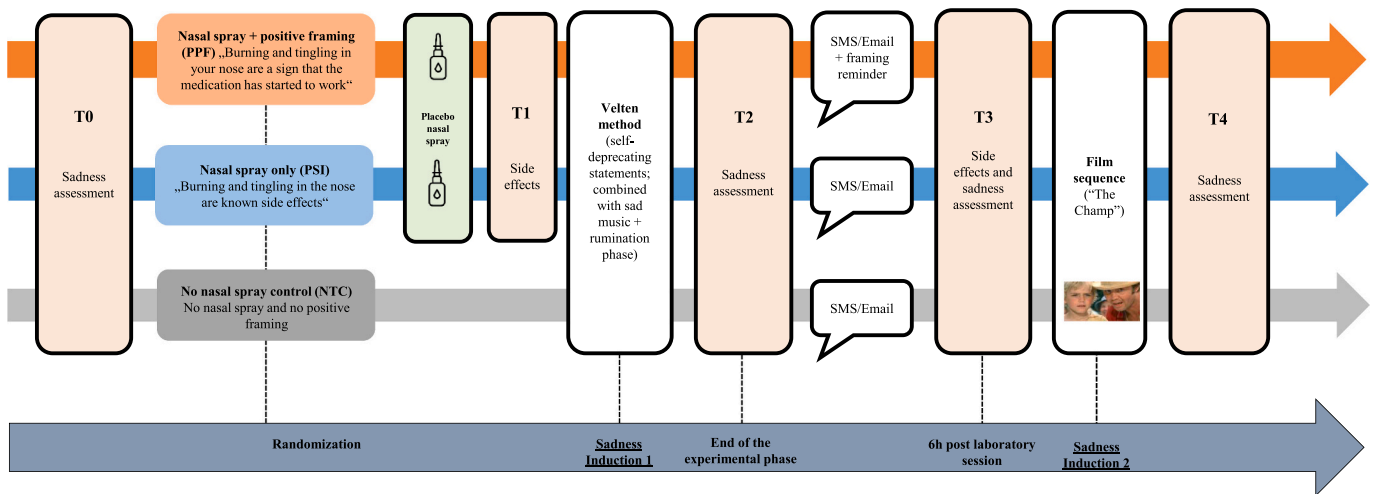 T0
Sadness
assessment
Nasal spray + positive framing
(PPF) „Burning and tingling in
your nose are a sign that the
medication has started to work“
Nasal spray only (PSI)
„Burning and tingling in the nose
are known side effects“
No nasal spray control (NTC)
No nasal spray and no positive
framing
Placebo
nasal
spray
T1
Side
effects
Velten
method
(self-
deprecating
statements;
combined
with sad
music +
rumination
phase)
T2
Sadness
assessment
SMS/Email
+ framing
reminder
SMS/Email
SMS/Email
T3
Side
effects and
sadness
assessment
Film
sequence
(“The
Champ”)
T4
Sadness
assessment
Randomization
Sadness
Induction 1
End of the
experimental phase
6h post laboratory
session
Sadness
Induction 2